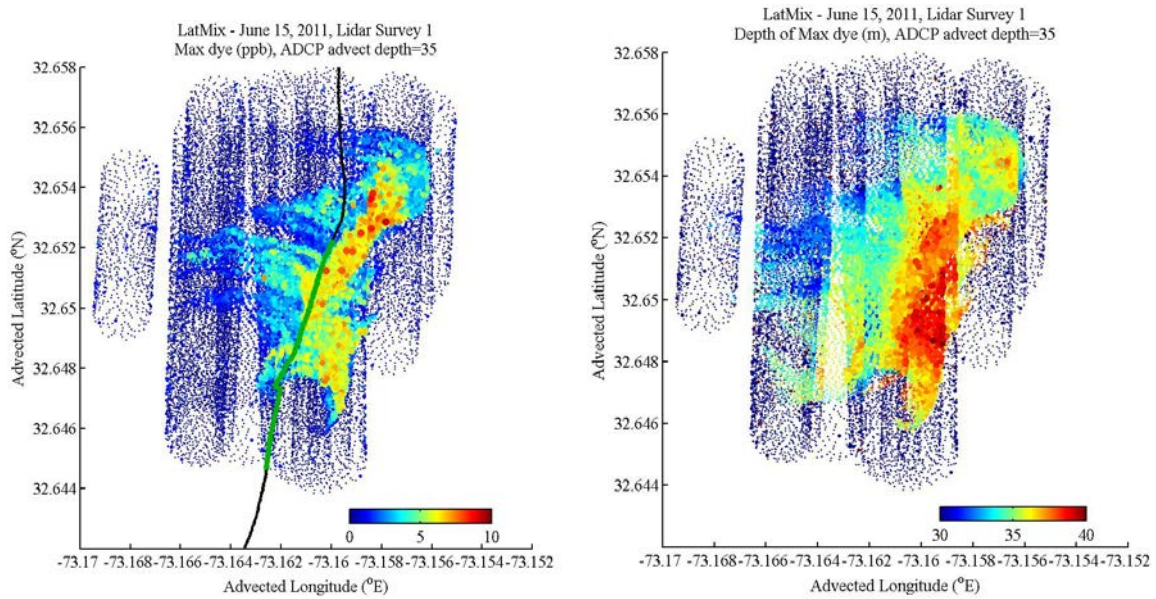 LatMix - June 15, 2011, Lidar Survey 1
Max dye (ppb), ADCP advect depth=35
32.658
32.656
32.654
32.652
32.65
32.648
32.646
32.644
Advected Latitude (ºN)
0 5 10
-73.17 -73.168 -73.166 -73.164 -73.162 -73.16 -73.158 -73.156 -73.154 -73.152
Advected Longitude (ºE)
LatMix - June 15, 2011, Lidar Survey 1
Depth of Max dye (m), ADCP advect depth=35
32.658
32.656
32.654
32.652
32.65
32.648
32.646
32.644
Advected Latitude (ºN)
30 35 40
-73.17 -73.168 -73.166 -73.164 -73.162 -73.16 -73.158 -73.156 -73.154 -73.152
Advected Longitude (ºE)